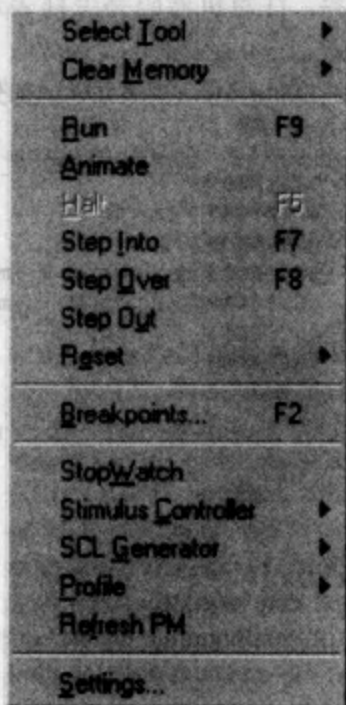 Select Tool
Clear Memory
Run F9
Animate
Halt F5
Step Into F7
Step Over F8
Step Out
Reset
Breakpoints... F2
StopWatch
Stimulus Controller
SCL Generator
Profile
Refresh PM
Settings...